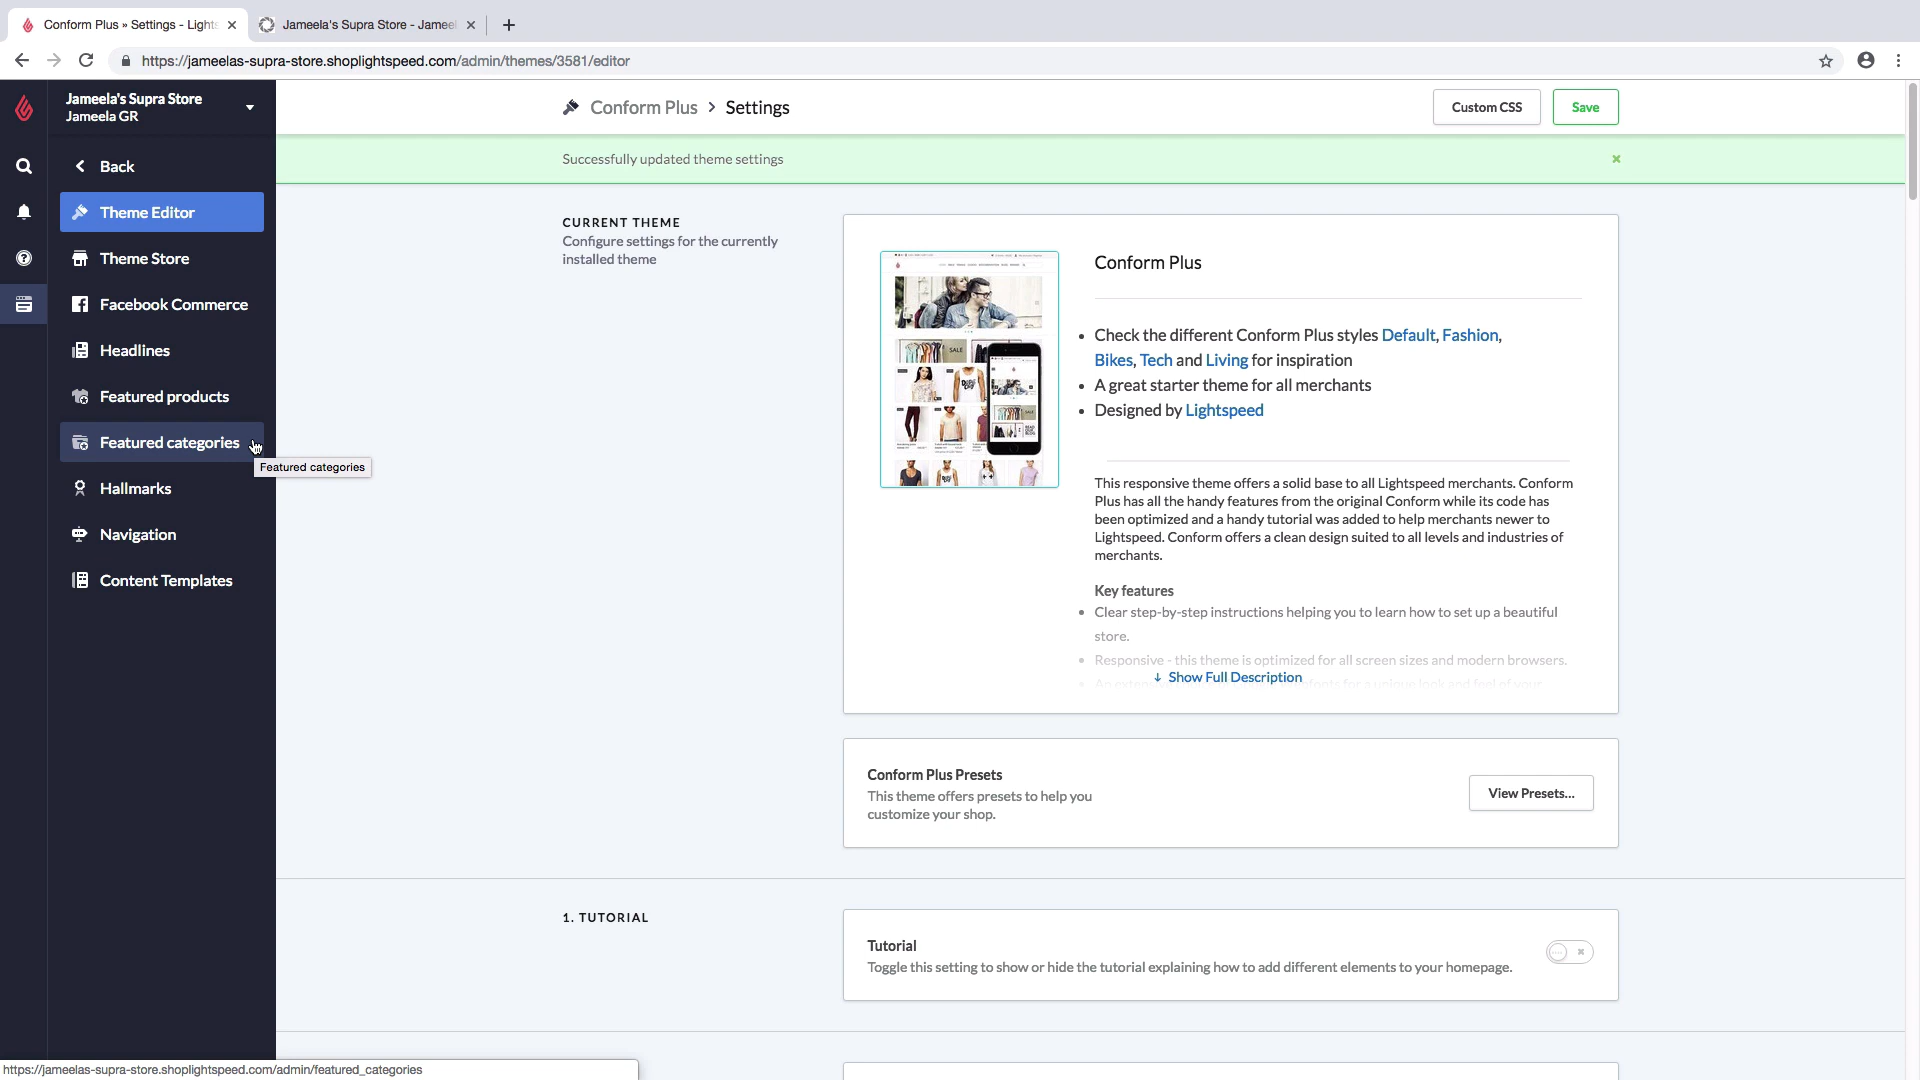 Conform Plus » Settings - Lights
Jameela's Supra Store - Jameel
https://jameelas-supra-store.shoplightspeed.com/admin/themes/3581/editor
Jameela's Supra Store
Jameela GR
Back
Theme Editor
Theme Store
Facebook Commerce
Headlines
Featured products
Featured categories
Featured categories
Hallmarks
Navigation
Content Templates
Conform Plus > Settings
Custom CSS
Save
Successfully updated theme settings
CURRENT THEME
Configure settings for the currently
installed theme
Conform Plus
• Check the different Conform Plus styles Default, Fashion,
Bikes, Tech and Living for inspiration
• A great starter theme for all merchants
• Designed by Lightspeed
This responsive theme offers a solid base to all Lightspeed merchants. Conform
Plus has all the handy features from the original Conform while its code has
been optimized and a handy tutorial was added to help merchants newer to
Lightspeed. Conform offers a clean design suited to all levels and industries of
merchants.
Key features
• Clear step-by-step instructions helping you to learn how to set up a beautiful
store.
• Responsive - this theme is optimized for all screen sizes and modern browsers.
↓ Show Full Description
Conform Plus Presets
This theme offers presets to help you
customize your shop.
View Presets...
1. TUTORIAL
Tutorial
Toggle this setting to show or hide the tutorial explaining how to add different elements to your homepage.
https://jameelas-supra-store.shoplightspeed.com/admin/featured_categories